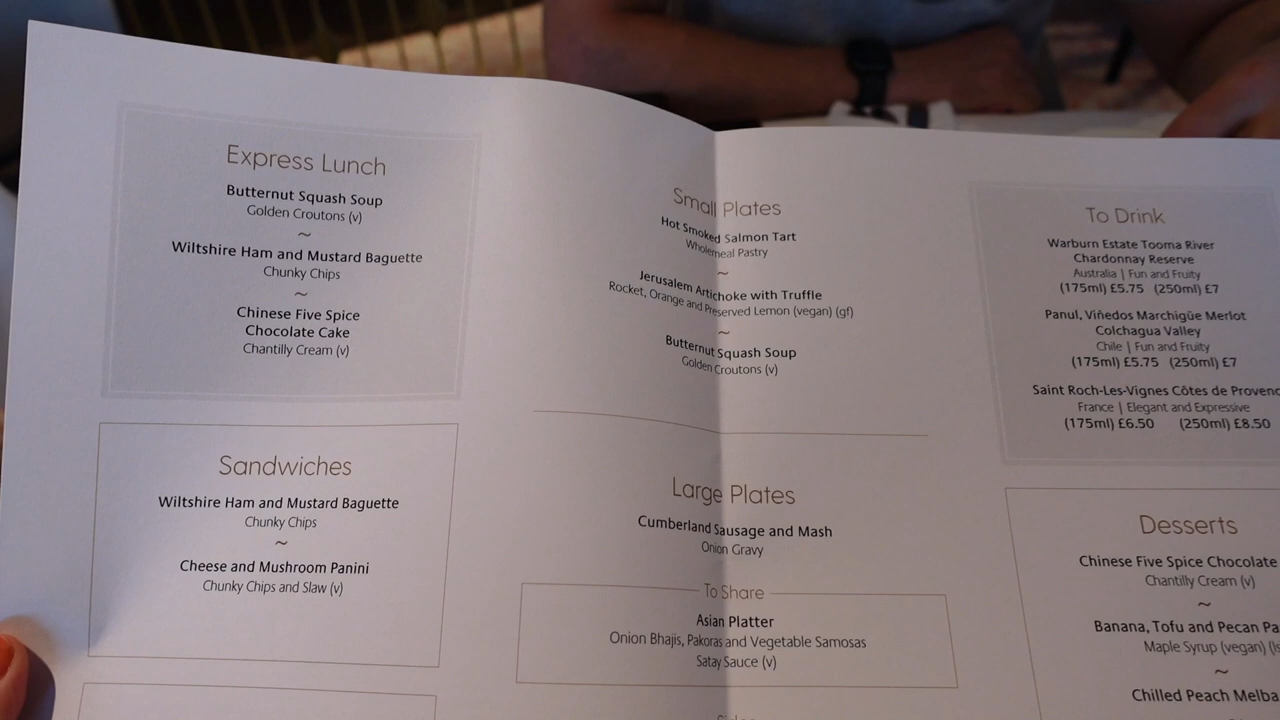 Express Lunch
Butternut Squash Soup
Golden Croutons (v)
~
Wiltshire Ham and Mustard Baguette
Chunky Chips
~
Chinese Five Spice
Chocolate Cake
Chantilly Cream (v)
Sandwiches
Wiltshire Ham and Mustard Baguette
Chunky Chips
~
Cheese and Mushroom Panini
Chunky Chips and Slaw (v)
Small Plates
Hot Smoked Salmon Tart
Wholemeal Pastry
~
Jerusalem Artichoke with Truffle
Rocket, Orange and Preserved Lemon (vegan) (gf)
~
Butternut Squash Soup
Golden Croutons (v)
Large Plates
Cumberland Sausage and Mash
Onion Gravy
To Share
Asian Platter
Onion Bhajis, Pakoras and Vegetable Samosas
Satay Sauce (v)
To Drink
Warburn Estate Tooma River
Chardonnay Reserve
Australia | Fun and Fruity
(175ml) £5.75 (250ml) £7
Panul, Viñedos Marchigüe Merlot
Colchagua Valley
Chile | Fun and Fruity
(175ml) £5.75 (250ml) £7
Saint Roch-Les-Vignes Côtes de Provenc
France | Elegant and Expressive
(175ml) £6.50 (250ml) £8.50
Desserts
Chinese Five Spice Chocolate
Chantilly Cream (v)
~
Banana, Tofu and Pecan Pa
Maple Syrup (vegan)
~
Chilled Peach Melba